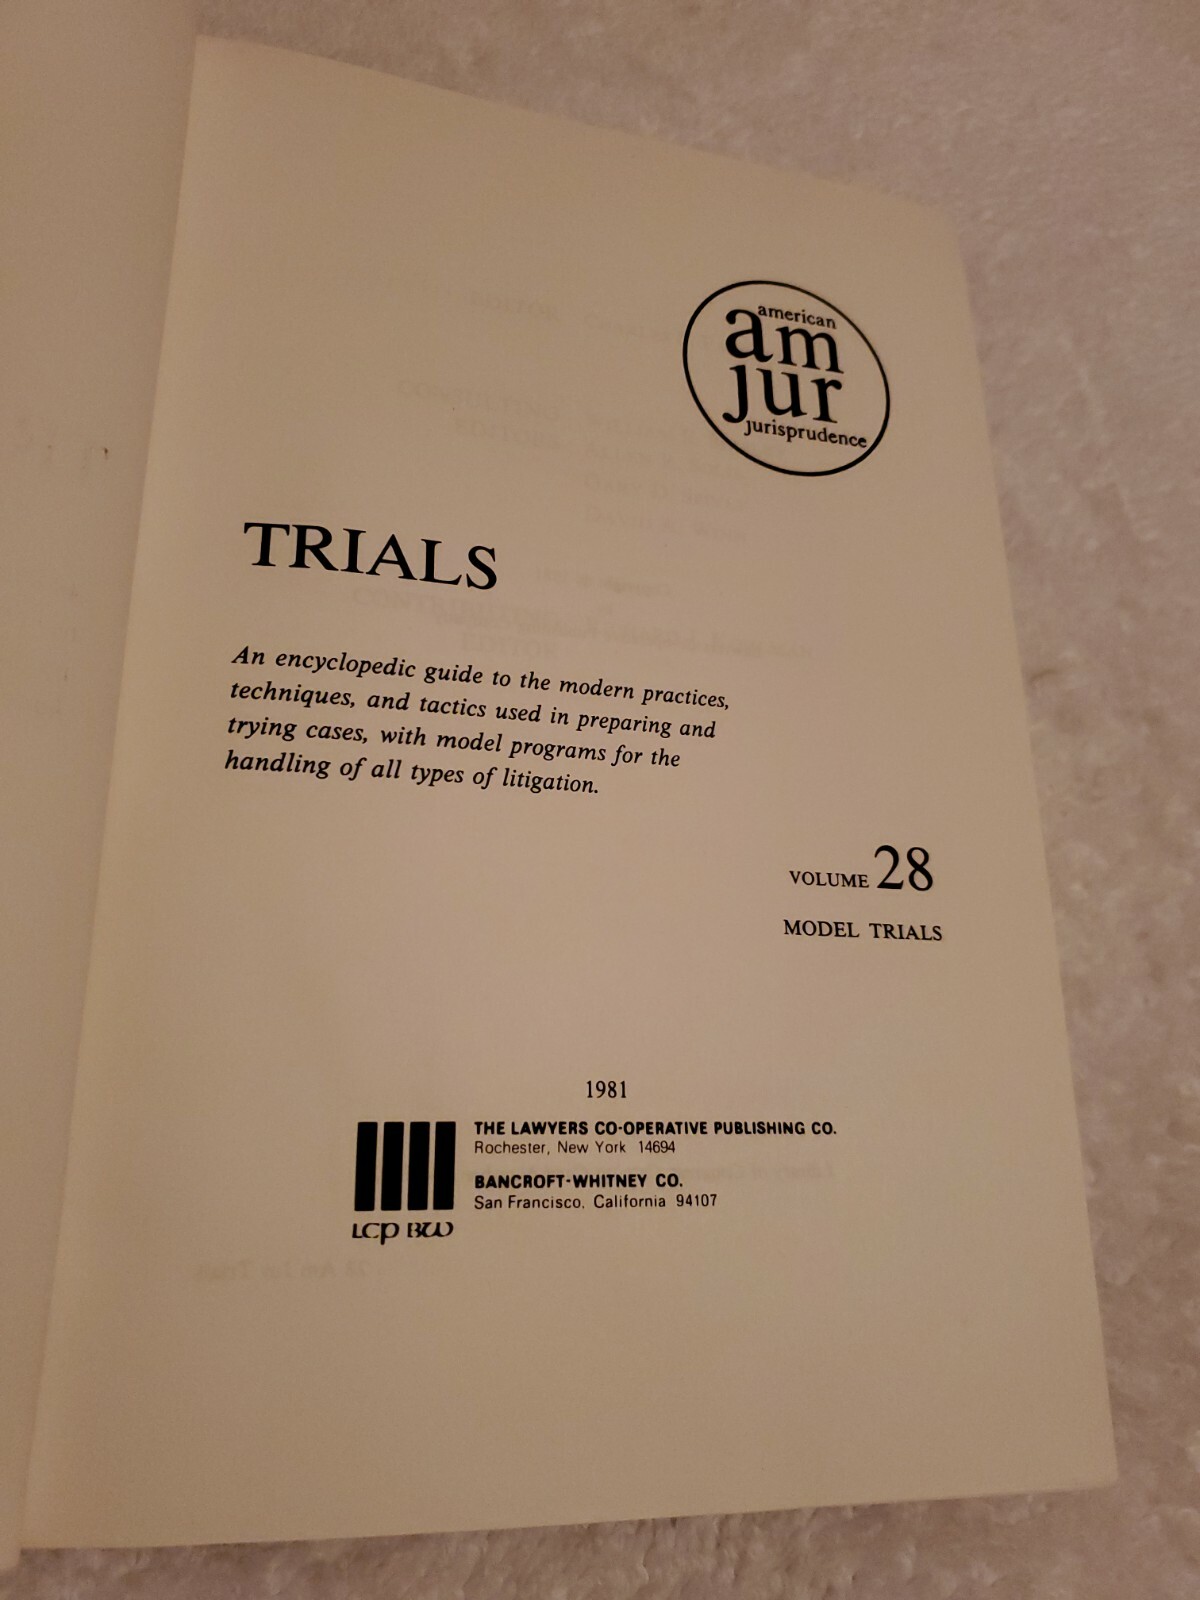 american
am
jur
jurisprudence
TRIALS
An encyclopedic guide to the modern practices,
techniques, and tactics used in preparing and
trying cases, with model programs for the
handling of all types of litigation.
VOLUME 28
MODEL TRIALS
1981
THE LAWYERS CO-OPERATIVE PUBLISHING CO.
Rochester, New York 14694
BANCROFT-WHITNEY CO.
San Francisco, California 94107
LCP BW